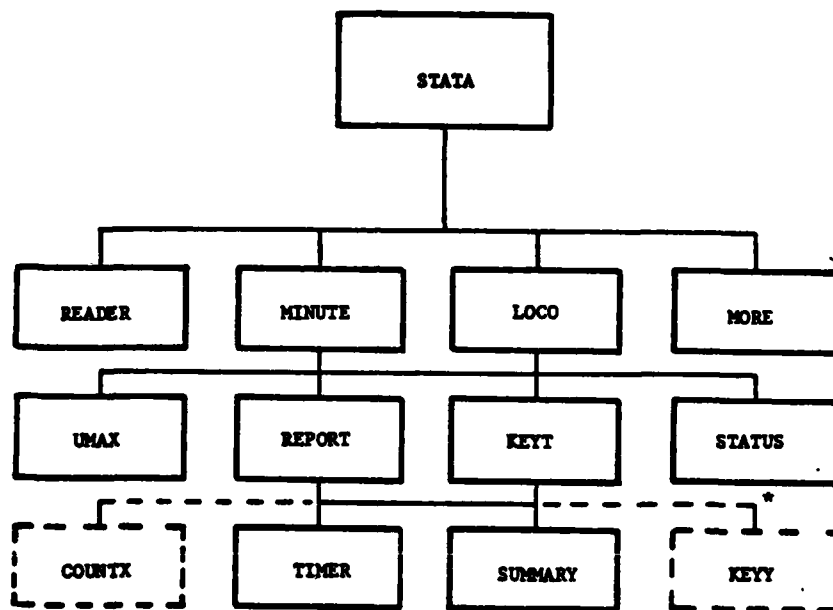 STATA
READER MINUTE LOCO MORE
UMAX REPORT KEYT STATUS
*
COUNTX TIMER SUMMARY KEYY